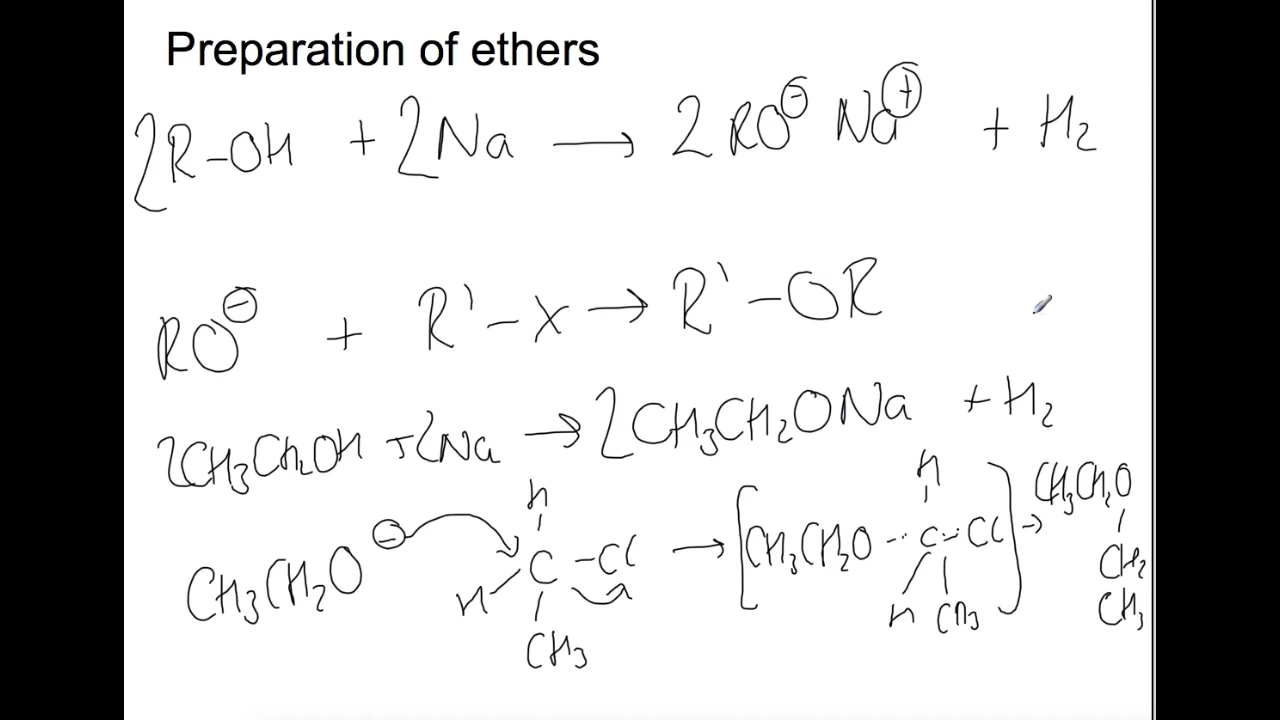 Preparation of ethers
2R-OH + 2Na → 2RO⊖ Na⊕ + H2
RO⊖ + R'-X → R'-OR
2CH3CH2OH + 2Na → 2CH3CH2ONa + H2
H H CH3CH2O
CH3CH2O⊖ C-Cl → [CH3CH2O···C···Cl] →
H CH2
CH3 H CH3 CH3